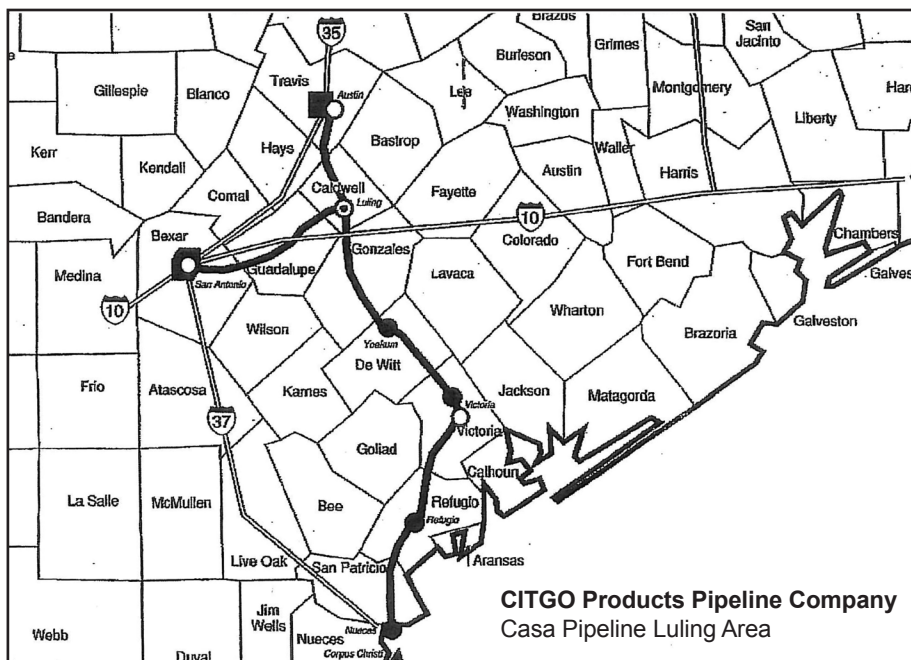 35
Brazos
San
Jacinto
Grimes
Burleson
Travis
Lee
Montgomery
Gillespie
Blanco
Austin
Washington
Liberty
Bastrop
Hays
Waller
Kerr
Kendall
Austin
Harris
Caldwell
Fayette
Comal
Luling
Bandera
10
Chambers
Bexar
Colorado
Gonzales
Guadalupe
Fort Bend
Medina
Lavaca
San Antonio
10
Wharton
Brazoria
Galveston
Wilson
Yoakum
De Witt
Frio
Atascosa
Karnes
Jackson
Matagorda
Victoria
37
Victoria
Goliad
Calhoun
La Salle
McMullen
Bee
Refugio
Refugio
Live Oak
San Patricio
Aransas
CITGO Products Pipeline Company
Casa Pipeline Luling Area
Jim
Wells
Webb
Nueces
Nueces
Corpus Christi
Duval